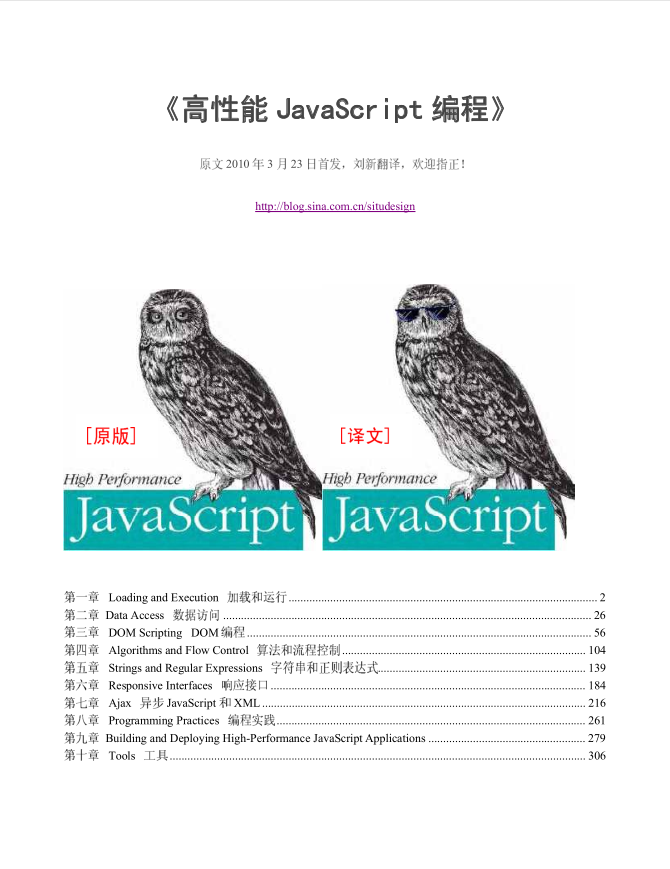 《高性能 JavaScript 编程》
原文 2010 年 3 月 23 日首发，刘新翻译，欢迎指正！
http://blog.sina.com.cn/situdesign
[原版]
[译文]
High Performance
JavaScript
High Performance
JavaScript
第一章 Loading and Execution 加载和运行 ........ 2
第二章 Data Access 数据访问 ........ 26
第三章 DOM Scripting DOM 编程 ........ 56
第四章 Algorithms and Flow Control 算法和流程控制 ........ 104
第五章 Strings and Regular Expressions 字符串和正则表达式 ........ 139
第六章 Responsive Interfaces 响应接口 ........ 184
第七章 Ajax 异步 JavaScript 和 XML ........ 216
第八章 Programming Practices 编程实践 ........ 261
第九章 Building and Deploying High-Performance JavaScript Applications ........ 279
第十章 Tools 工具 ........ 306